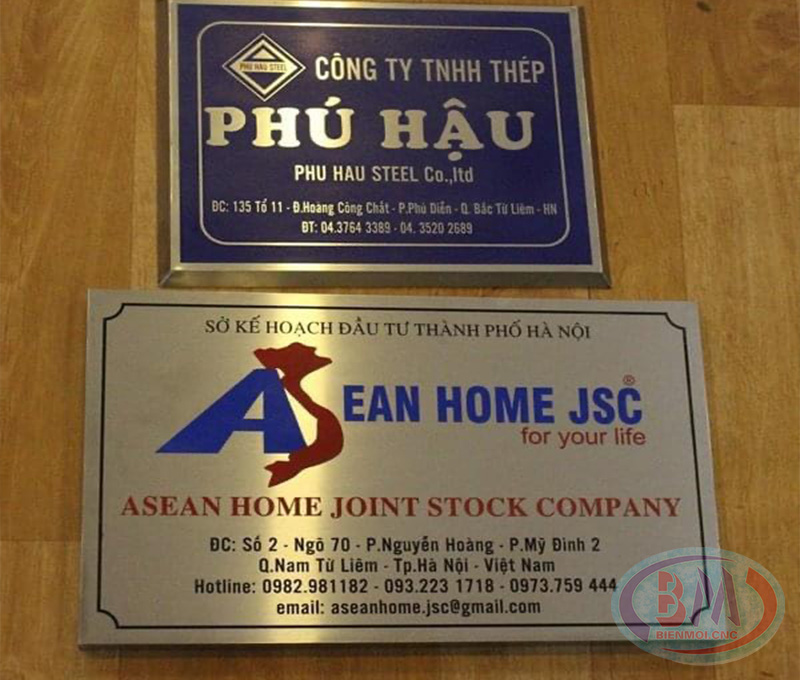 PHU HAU STEEL
CÔNG TY TNHH THÉP
PHÚ HẬU
PHU HAU STEEL Co.,ltd
ĐC: 135 Tổ 11 - Đ.Hoàng Công Chất - P.Phú Diễn - Q. Bắc Từ Liêm - HN
ĐT: 04.3764 3389 - 04. 3520 2689
SỞ KẾ HOẠCH ĐẦU TƯ THÀNH PHỐ HÀ NỘI
ASEAN HOME JSC ®
for your life
ASEAN HOME JOINT STOCK COMPANY
ĐC: Số 2 - Ngõ 70 - P.Nguyễn Hoàng - P.Mỹ Đình 2
Q.Nam Từ Liêm - Tp.Hà Nội - Việt Nam
Hotline: 0982.981182 - 093.223 1718 - 0973.759 444
email: aseanhome.jsc@gmail.com
BM
BIENMOI.CNC